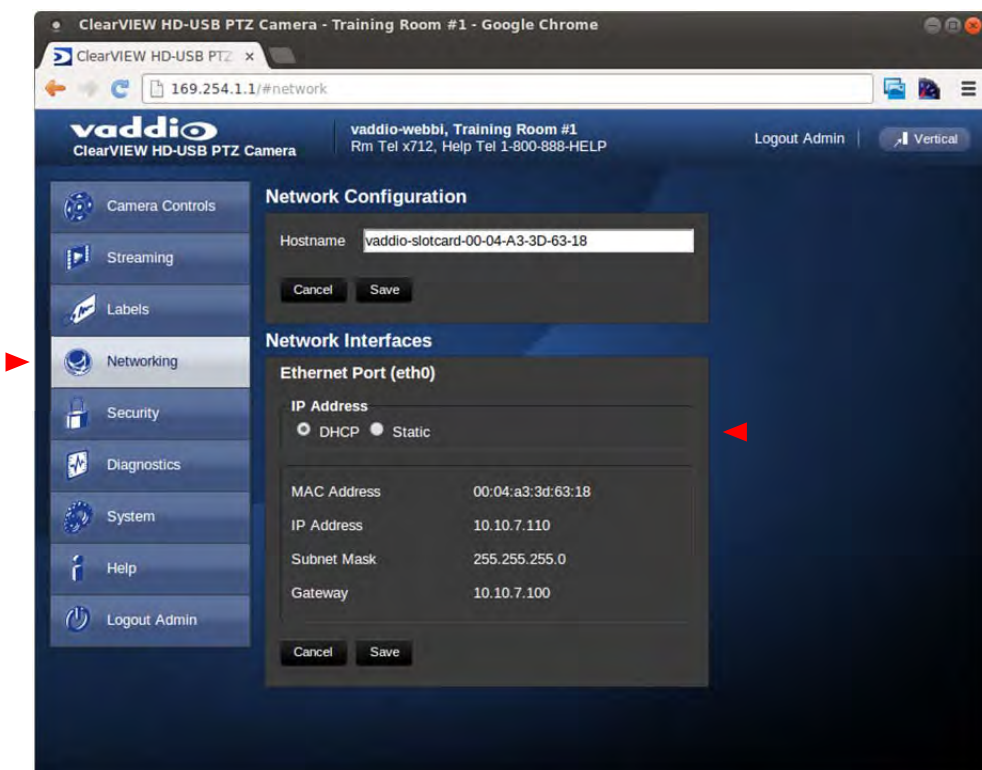 ClearVIEW HD-USB PTZ Camera - Training Room #1 - Google Chrome
ClearVIEW HD-USB PTZ
169.254.1.1/#network
vaddio
ClearVIEW HD-USB PTZ Camera
vaddio-webbi, Training Room #1
Rm Tel x712, Help Tel 1-800-888-HELP
Logout Admin
Vertical
Camera Controls
Streaming
Labels
Networking
Security
Diagnostics
System
Help
Logout Admin
Network Configuration
Hostname vaddio-slotcard-00-04-A3-3D-63-18
Cancel Save
Network Interfaces
Ethernet Port (eth0)
IP Address
DHCP Static
MAC Address 00:04:a3:3d:63:18
IP Address 10.10.7.110
Subnet Mask 255.255.255.0
Gateway 10.10.7.100
Cancel Save